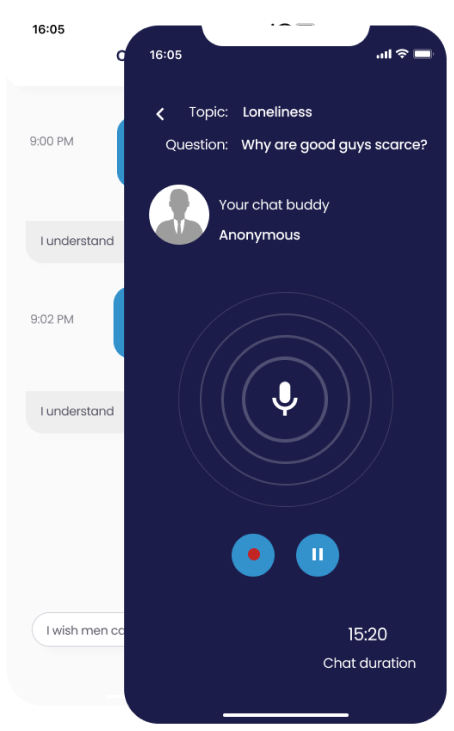 16:05
9:00 PM
I understand
9:02 PM
I understand
I wish men
16:05
Topic: Loneliness
Question: Why are good guys scarce?
Your chat buddy
Anonymous
15:20
Chat duration